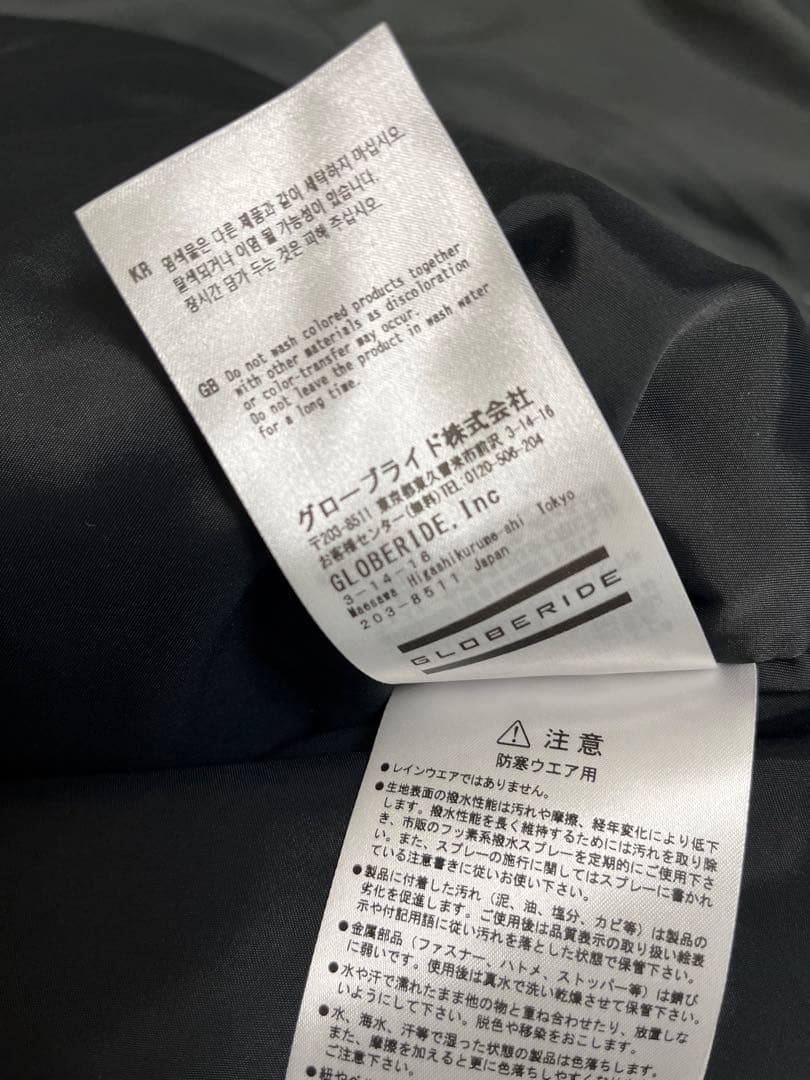 KR 염색물은 다른 제품과 같이 세탁하지 마십시오
탈색되거나 이염 될 가능성이 있습니다.
장시간 담가 두는 것은 피해 주십시오
GB Do not wash colored products together
with other materials as discoloration
or color-transfer may occur.
Do not leave the product in wash water
for a long time.
グローブライド株式会社
〒203-8511 東京都東久留米市前沢 3-14-16
お客様センター(無料)TEL:0120-506-204
GLOBERIDE.Inc
3-14-16
Maesawa Higashikurume-shi Tokyo
203-8511 Japan
GLOBERIDE
⚠ 注意
防寒ウエア用
●レインウエアではありません。
●生地表面の撥水性能は汚れや摩擦、経年変化により低下
します。撥水性能を長く維持するためには汚れを取り除
き、市販のフッ素系撥水スプレーを定期的にご使用下さ
い。また、スプレーの施行に関してはスプレーに書かれ
ている注意書きに従いお使い下さい。
●製品に付着した汚れ（泥、油、塩分、カビ等）は製品の
劣化を促進します。ご使用後は品質表示の取り扱い絵表
示や付記用語に従い汚れを落とした状態で保管下さい。
●金属部品（ファスナー、ハトメ、ストッパー等）は錆び
に弱いです。使用後は真水で洗い乾燥させて保管下さい。
●水や汗で濡れたまま他の物と重ね合わせたり、放置しな
いようにして下さい。脱色や移染をおこします。
●水、海水、汗等で湿った状態の製品は色落ちします。
また、摩擦を加えると更に色落ちしやすくなり
ご注意下さい。